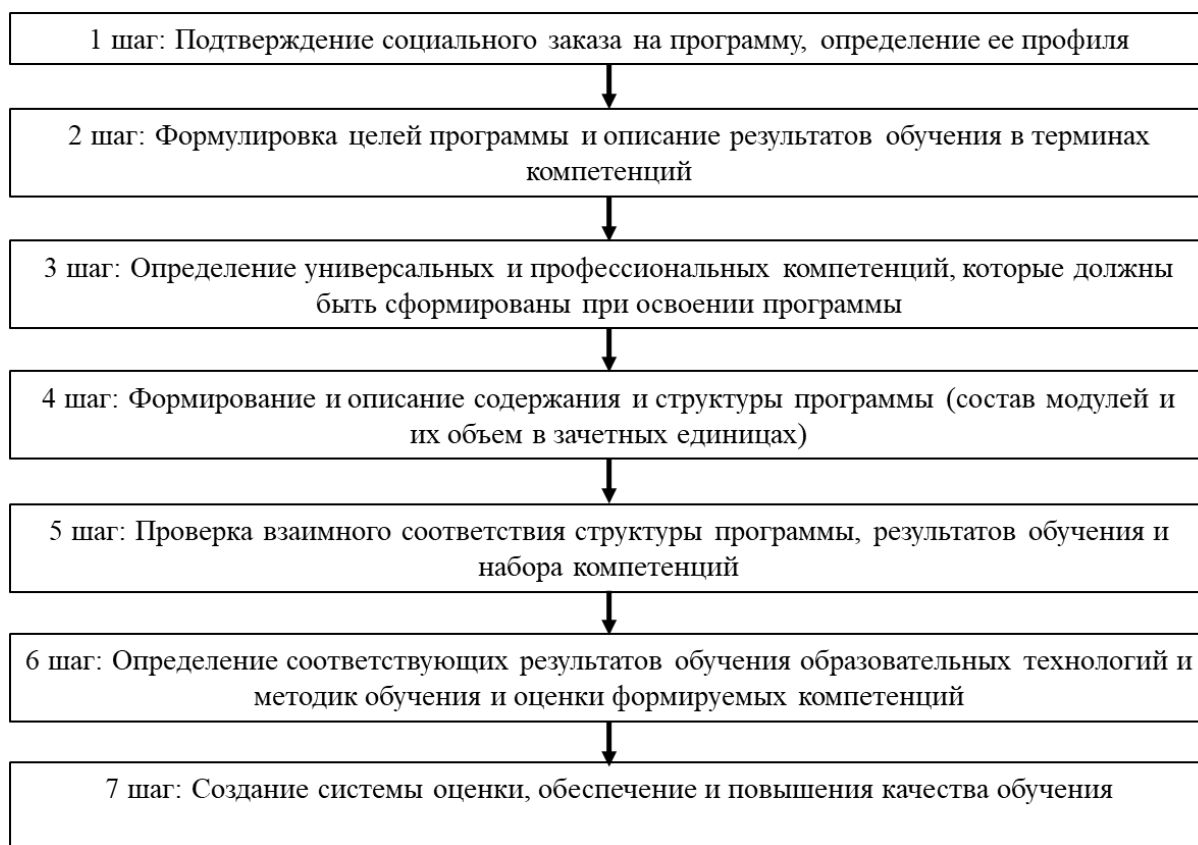 1 шаг: Подтверждение социального заказа на программу, определение ее профиля
2 шаг: Формулировка целей программы и описание результатов обучения в терминах
компетенций
3 шаг: Определение универсальных и профессиональных компетенций, которые должны
быть сформированы при освоении программы
4 шаг: Формирование и описание содержания и структуры программы (состав модулей и
их объем в зачетных единицах)
5 шаг: Проверка взаимного соответствия структуры программы, результатов обучения и
набора компетенций
6 шаг: Определение соответствующих результатов обучения образовательных технологий и
методик обучения и оценки формируемых компетенций
7 шаг: Создание системы оценки, обеспечение и повышения качества обучения